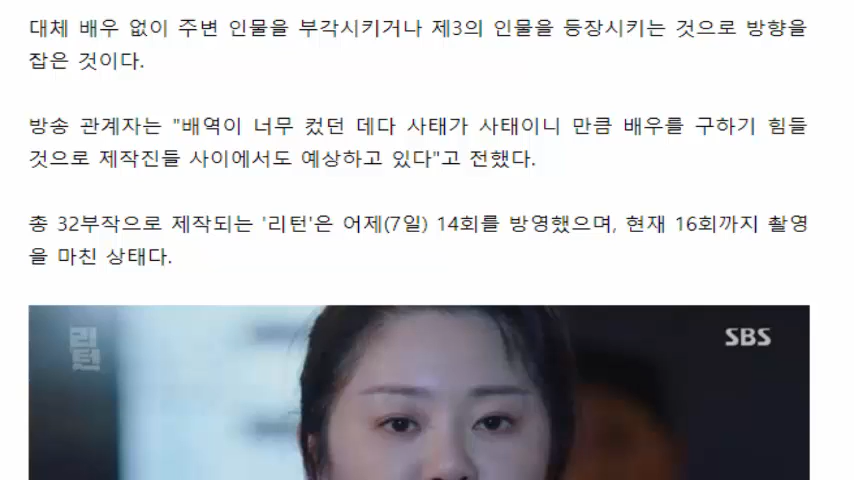 대체 배우 없이 주변 인물을 부각시키거나 제3의 인물을 등장시키는 것으로 방향을
잡은 것이다.
방송 관계자는 "배역이 너무 컸던 데다 사태가 사태이니 만큼 배우를 구하기 힘들
것으로 제작진들 사이에서도 예상하고 있다"고 전했다.
총 32부작으로 제작되는 '리턴'은 어제(7일) 14회를 방영했으며, 현재 16회까지 촬영
을 마친 상태다.
리턴
SBS